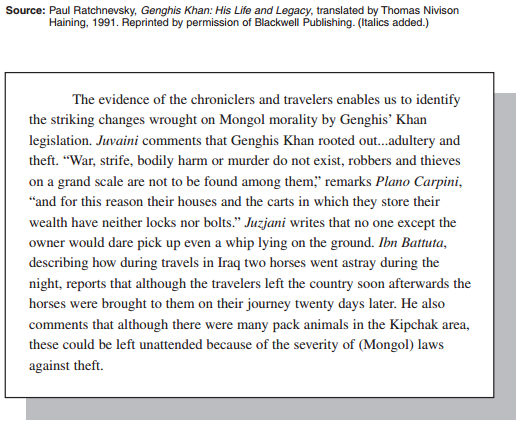 Source: Paul Ratchnevsky, Genghis Khan: His Life and Legacy, translated by Thomas Nivison
Haining, 1991. Reprinted by permission of Blackwell Publishing. (Italics added.)
The evidence of the chroniclers and travelers enables us to identify
the striking changes wrought on Mongol morality by Genghis’ Khan
legislation. Juvaini comments that Genghis Khan rooted out...adultery and
theft. “War, strife, bodily harm or murder do not exist, robbers and thieves
on a grand scale are not to be found among them,” remarks Plano Carpini,
“and for this reason their houses and the carts in which they store their
wealth have neither locks nor bolts.” Juzjani writes that no one except the
owner would dare pick up even a whip lying on the ground. Ibn Battuta,
describing how during travels in Iraq two horses went astray during the
night, reports that although the travelers left the country soon afterwards the
horses were brought to them on their journey twenty days later. He also
comments that although there were many pack animals in the Kipchak area,
these could be left unattended because of the severity of (Mongol) laws
against theft.